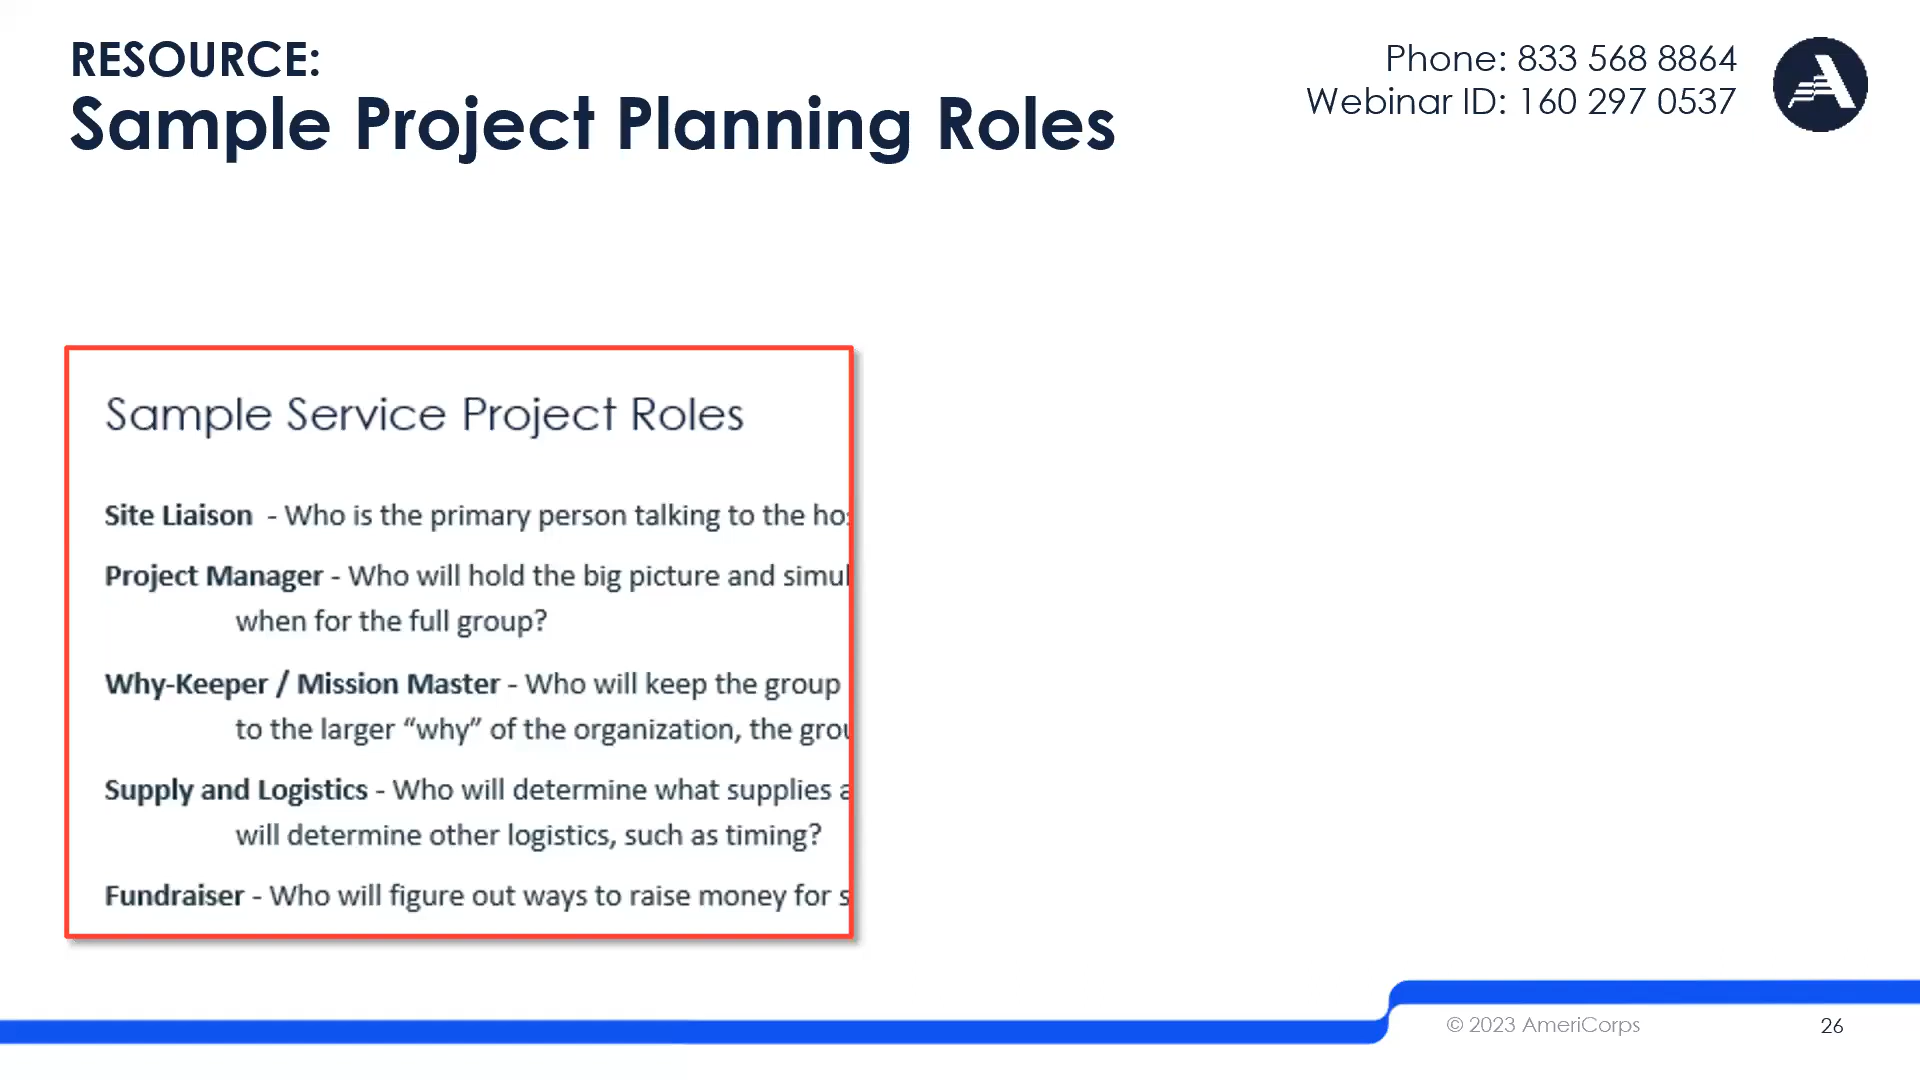 RESOURCE:
Sample Project Planning Roles
Phone: 833 568 8864
Webinar ID: 160 297 0537
Sample Service Project Roles
Site Liaison - Who is the primary person talking to the
Project Manager - Who will hold the big picture and
when for the full group?
Why-Keeper / Mission Master - Who will keep the group
to the larger “why” of the organization, the
Supply and Logistics - Who will determine what supplies
will determine other logistics, such as timing?
Fundraiser - Who will figure out ways to raise money for
© 2023 AmeriCorps
26